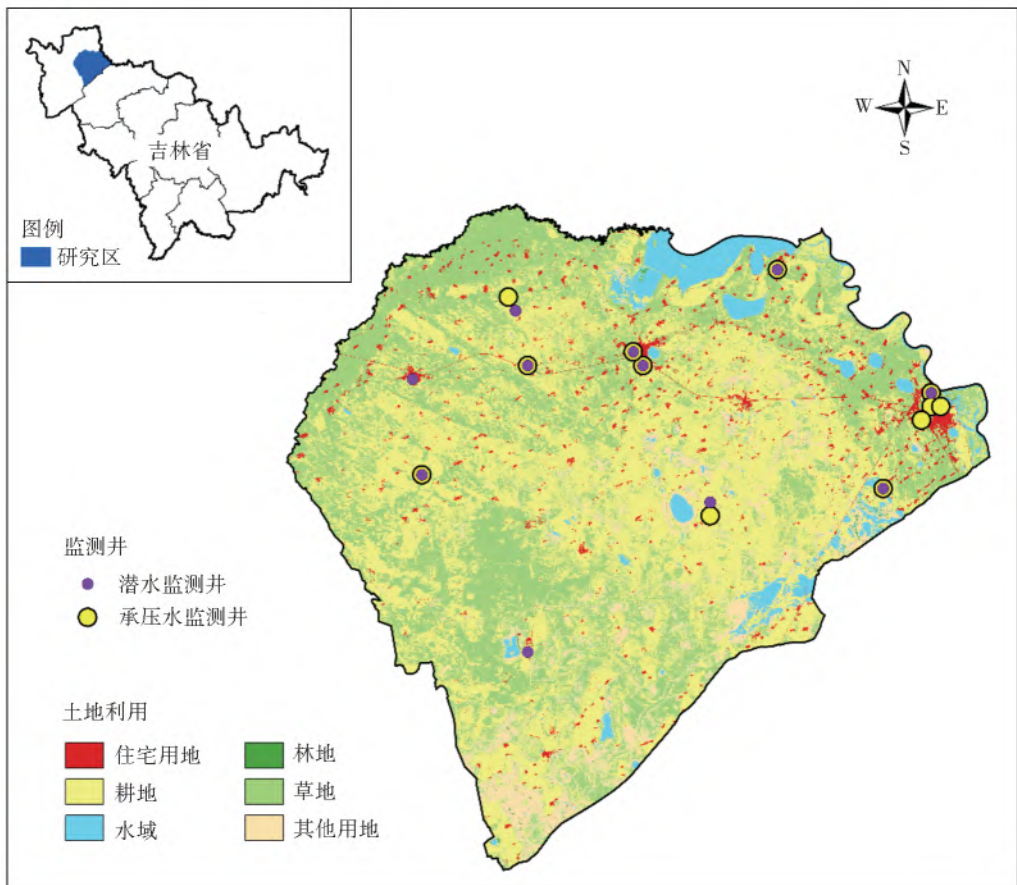 吉林省
图例
研究区
N
W
E
S
监测井
潜水监测井
承压水监测井
土地利用
住宅用地
林地
耕地
草地
水域
其他用地